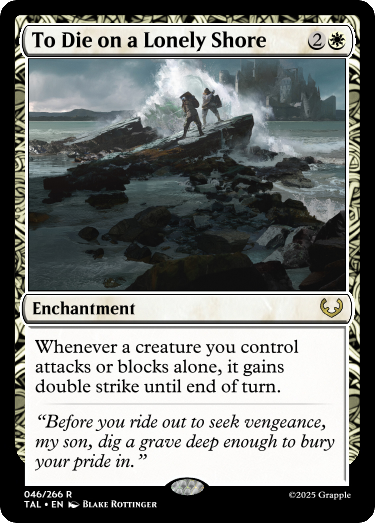 To Die on a Lonely Shore 2
Enchantment
Whenever a creature you control
attacks or blocks alone, it gains
double strike until end of turn.
“Before you ride out to seek vengeance,
my son, dig a grave deep enough to bury
your pride in.”
046/266 R
TAL • EN Blake Rottinger
©2025 Grapple